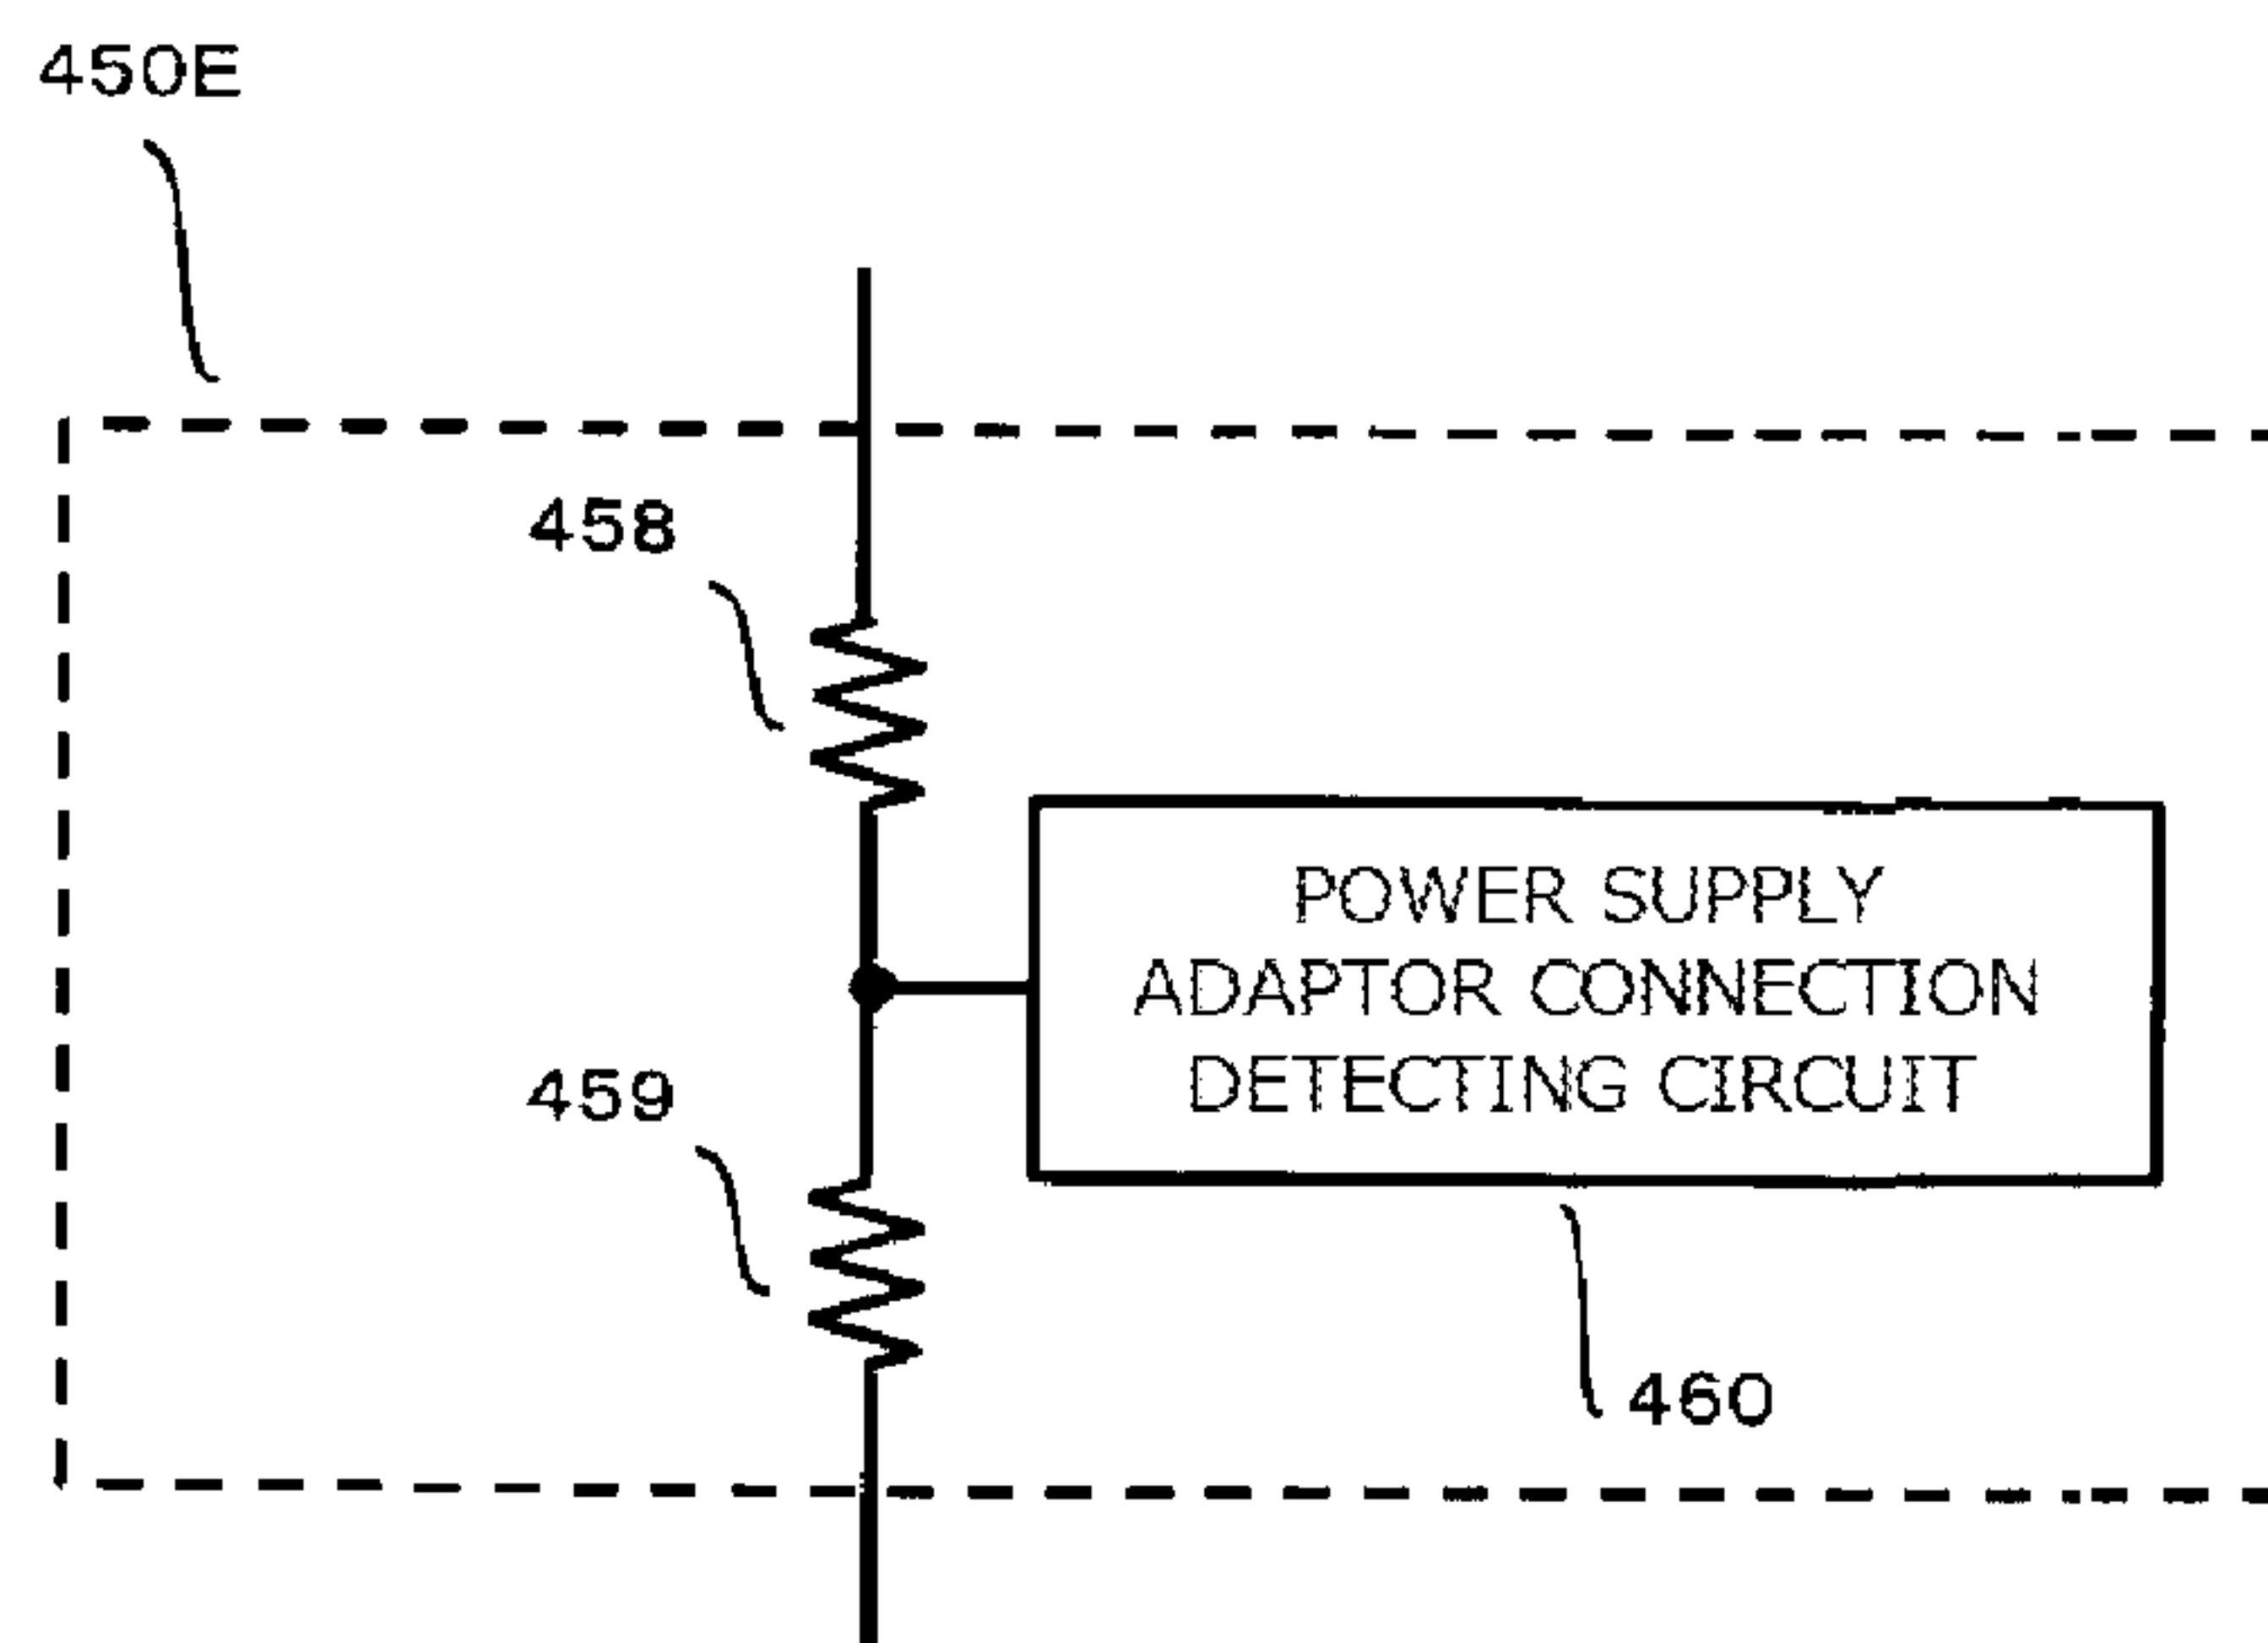 450E
458
POWER SUPPLY
ADAPTOR CONNECTION
DETECTING CIRCUIT
459
460